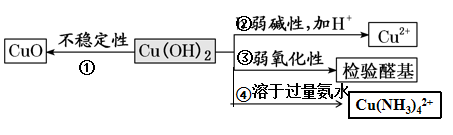 ②弱碱性,加H⁺
Cu²⁺
不稳定性
CuO
Cu(OH)₂
①
③弱氧化性
检验醛基
④溶于过量氨水
Cu(NH₃)₄²⁺